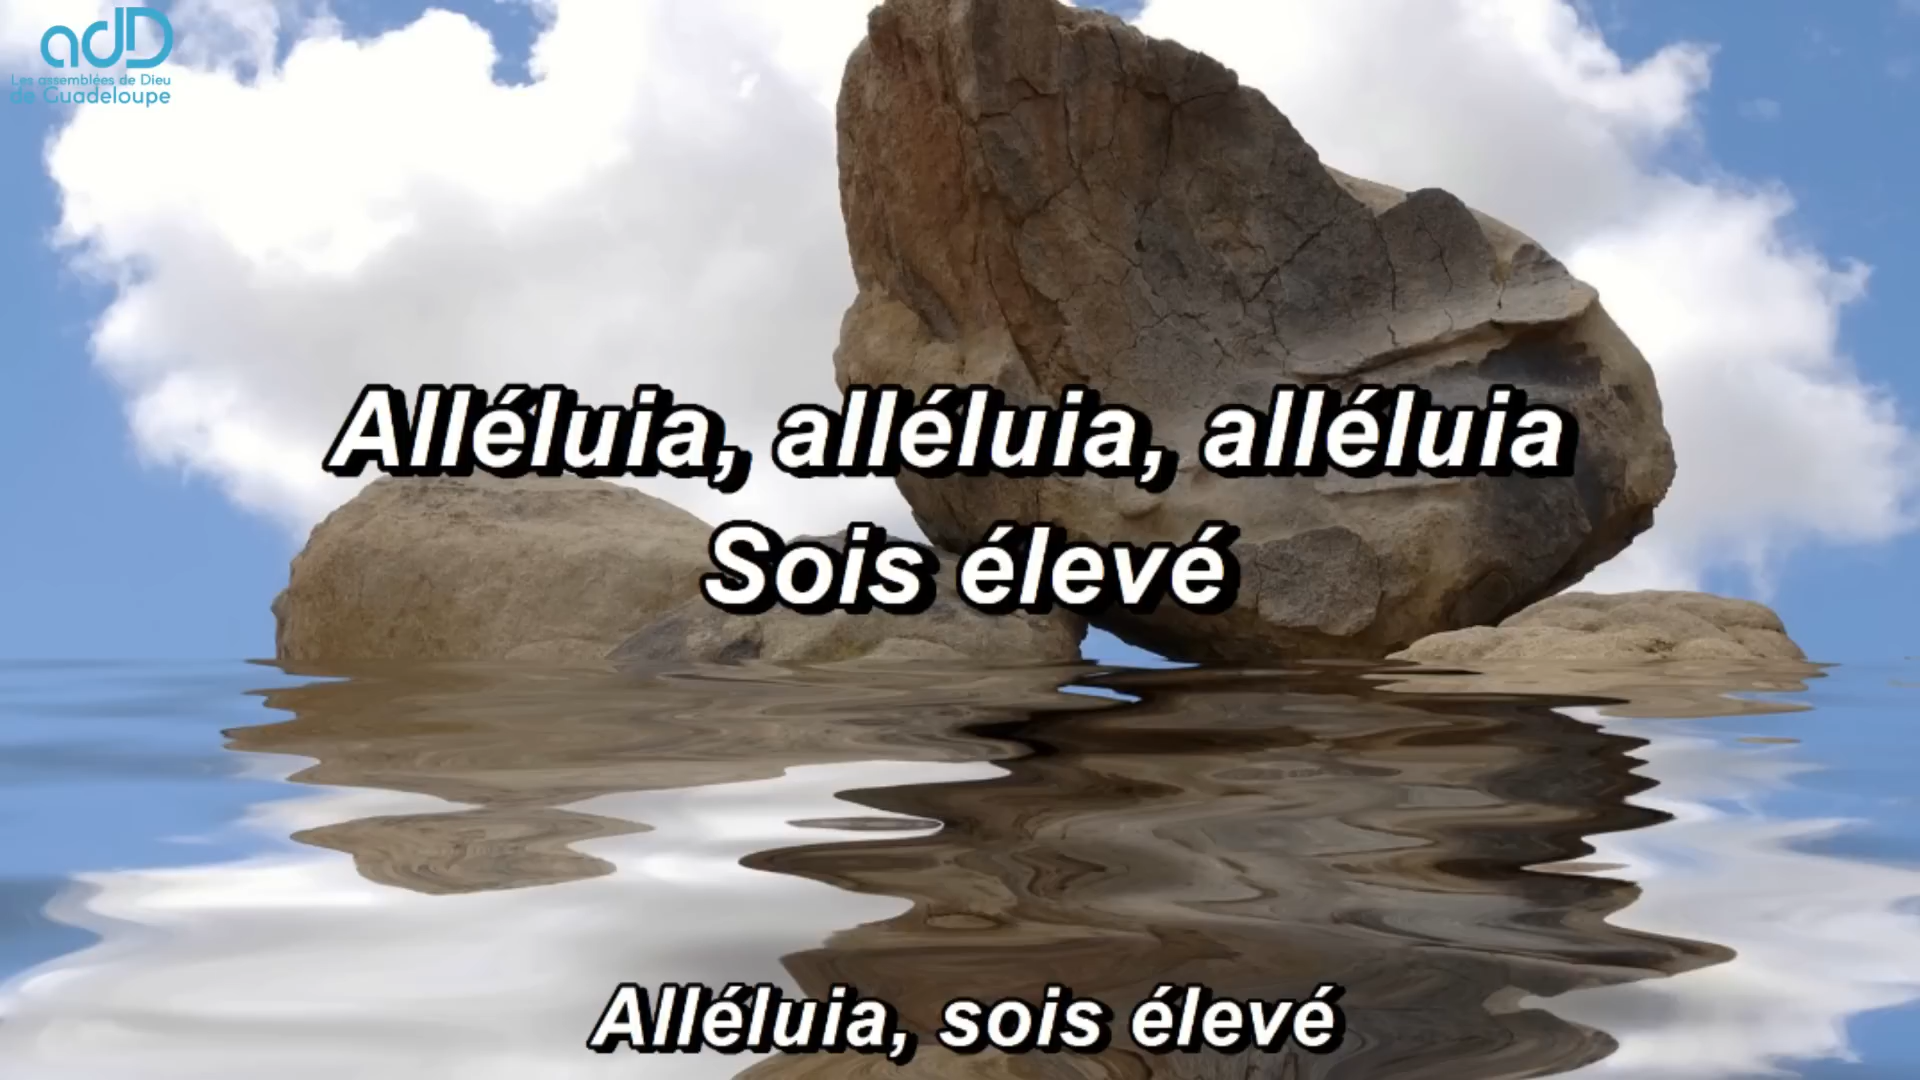 adD
Les assemblées de Dieu
de Guadeloupe
Alléluia, alléluia, alléluia
Sois élevé
Alléluia, sois élevé